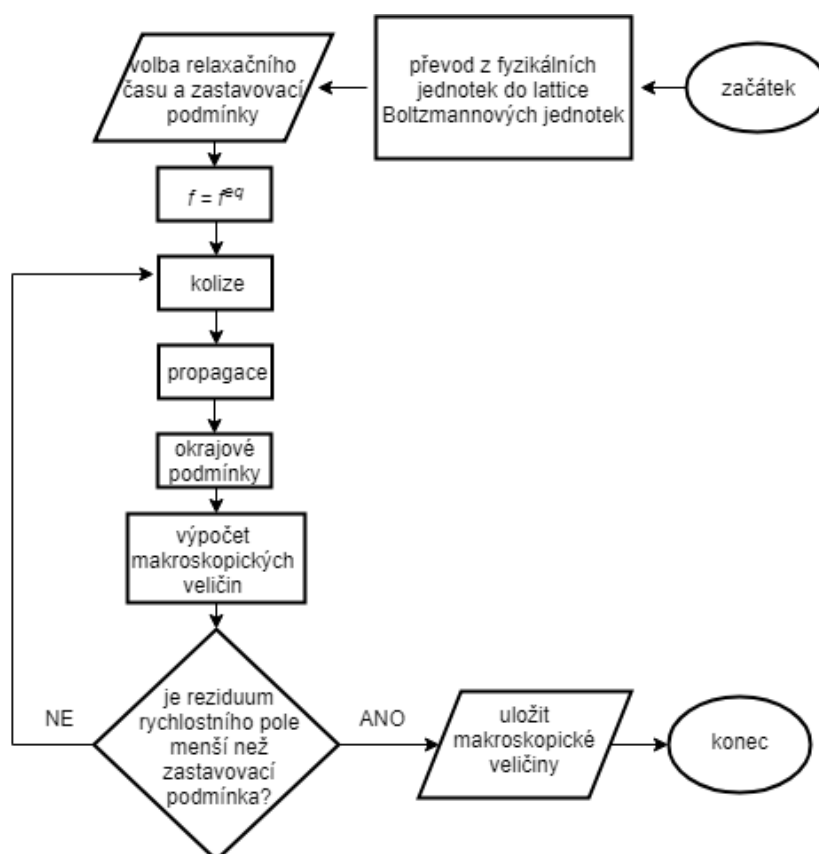 volba relaxačního
času a zastavovací
podmínky
převod z fyzikálních
jednotek do lattice
Boltzmannových jednotek
začátek
f = f^eq
kolize
propagace
okrajové
podmínky
výpočet
makroskopických
veličin
je reziduum
rychlostního pole
menší než
zastavovací
podmínka?
NE
ANO
uložit
makroskopické
veličiny
konec